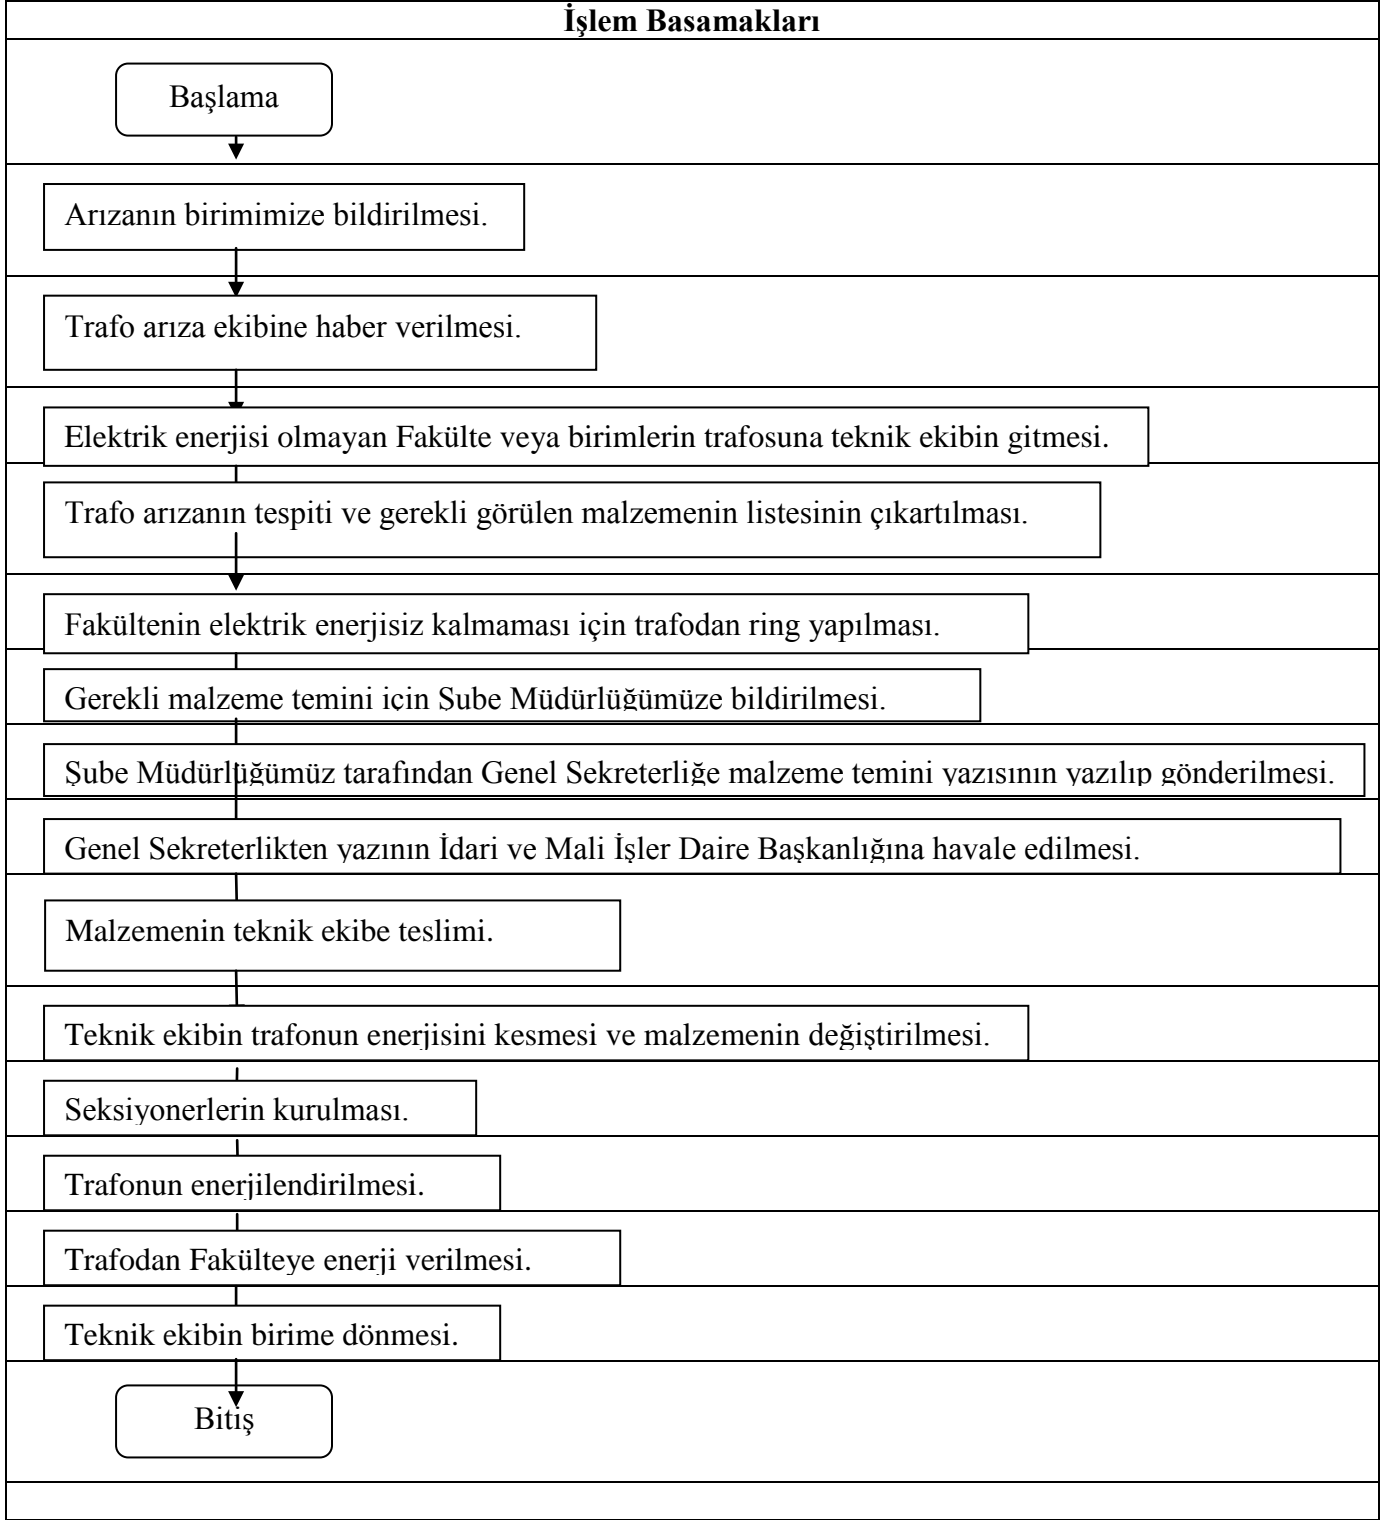 İşlem Basamakları
Başlama
Arızanın birimimize bildirilmesi.
Trafo arıza ekibine haber verilmesi.
Elektrik enerjisi olmayan Fakülte veya birimlerin trafosuna teknik ekibin gitmesi.
Trafo arızanın tespiti ve gerekli görülen malzemenin listesinin çıkartılması.
Fakültenin elektrik enerjisiz kalmaması için trafodan ring yapılması.
Gerekli malzeme temini için Şube Müdürlüğümüze bildirilmesi.
Şube Müdürlüğümüz tarafından Genel Sekreterliğe malzeme temini yazısının yazılıp gönderilmesi.
Genel Sekreterlikten yazının İdari ve Mali İşler Daire Başkanlığına havale edilmesi.
Malzemenin teknik ekibe teslimi.
Teknik ekibin trafonun enerjisini kesmesi ve malzemenin değiştirilmesi.
Seksiyonerlerin kurulması.
Trafonun enerjilendirilmesi.
Trafodan Fakülteye enerji verilmesi.
Teknik ekibin birime dönmesi.
Bitiş